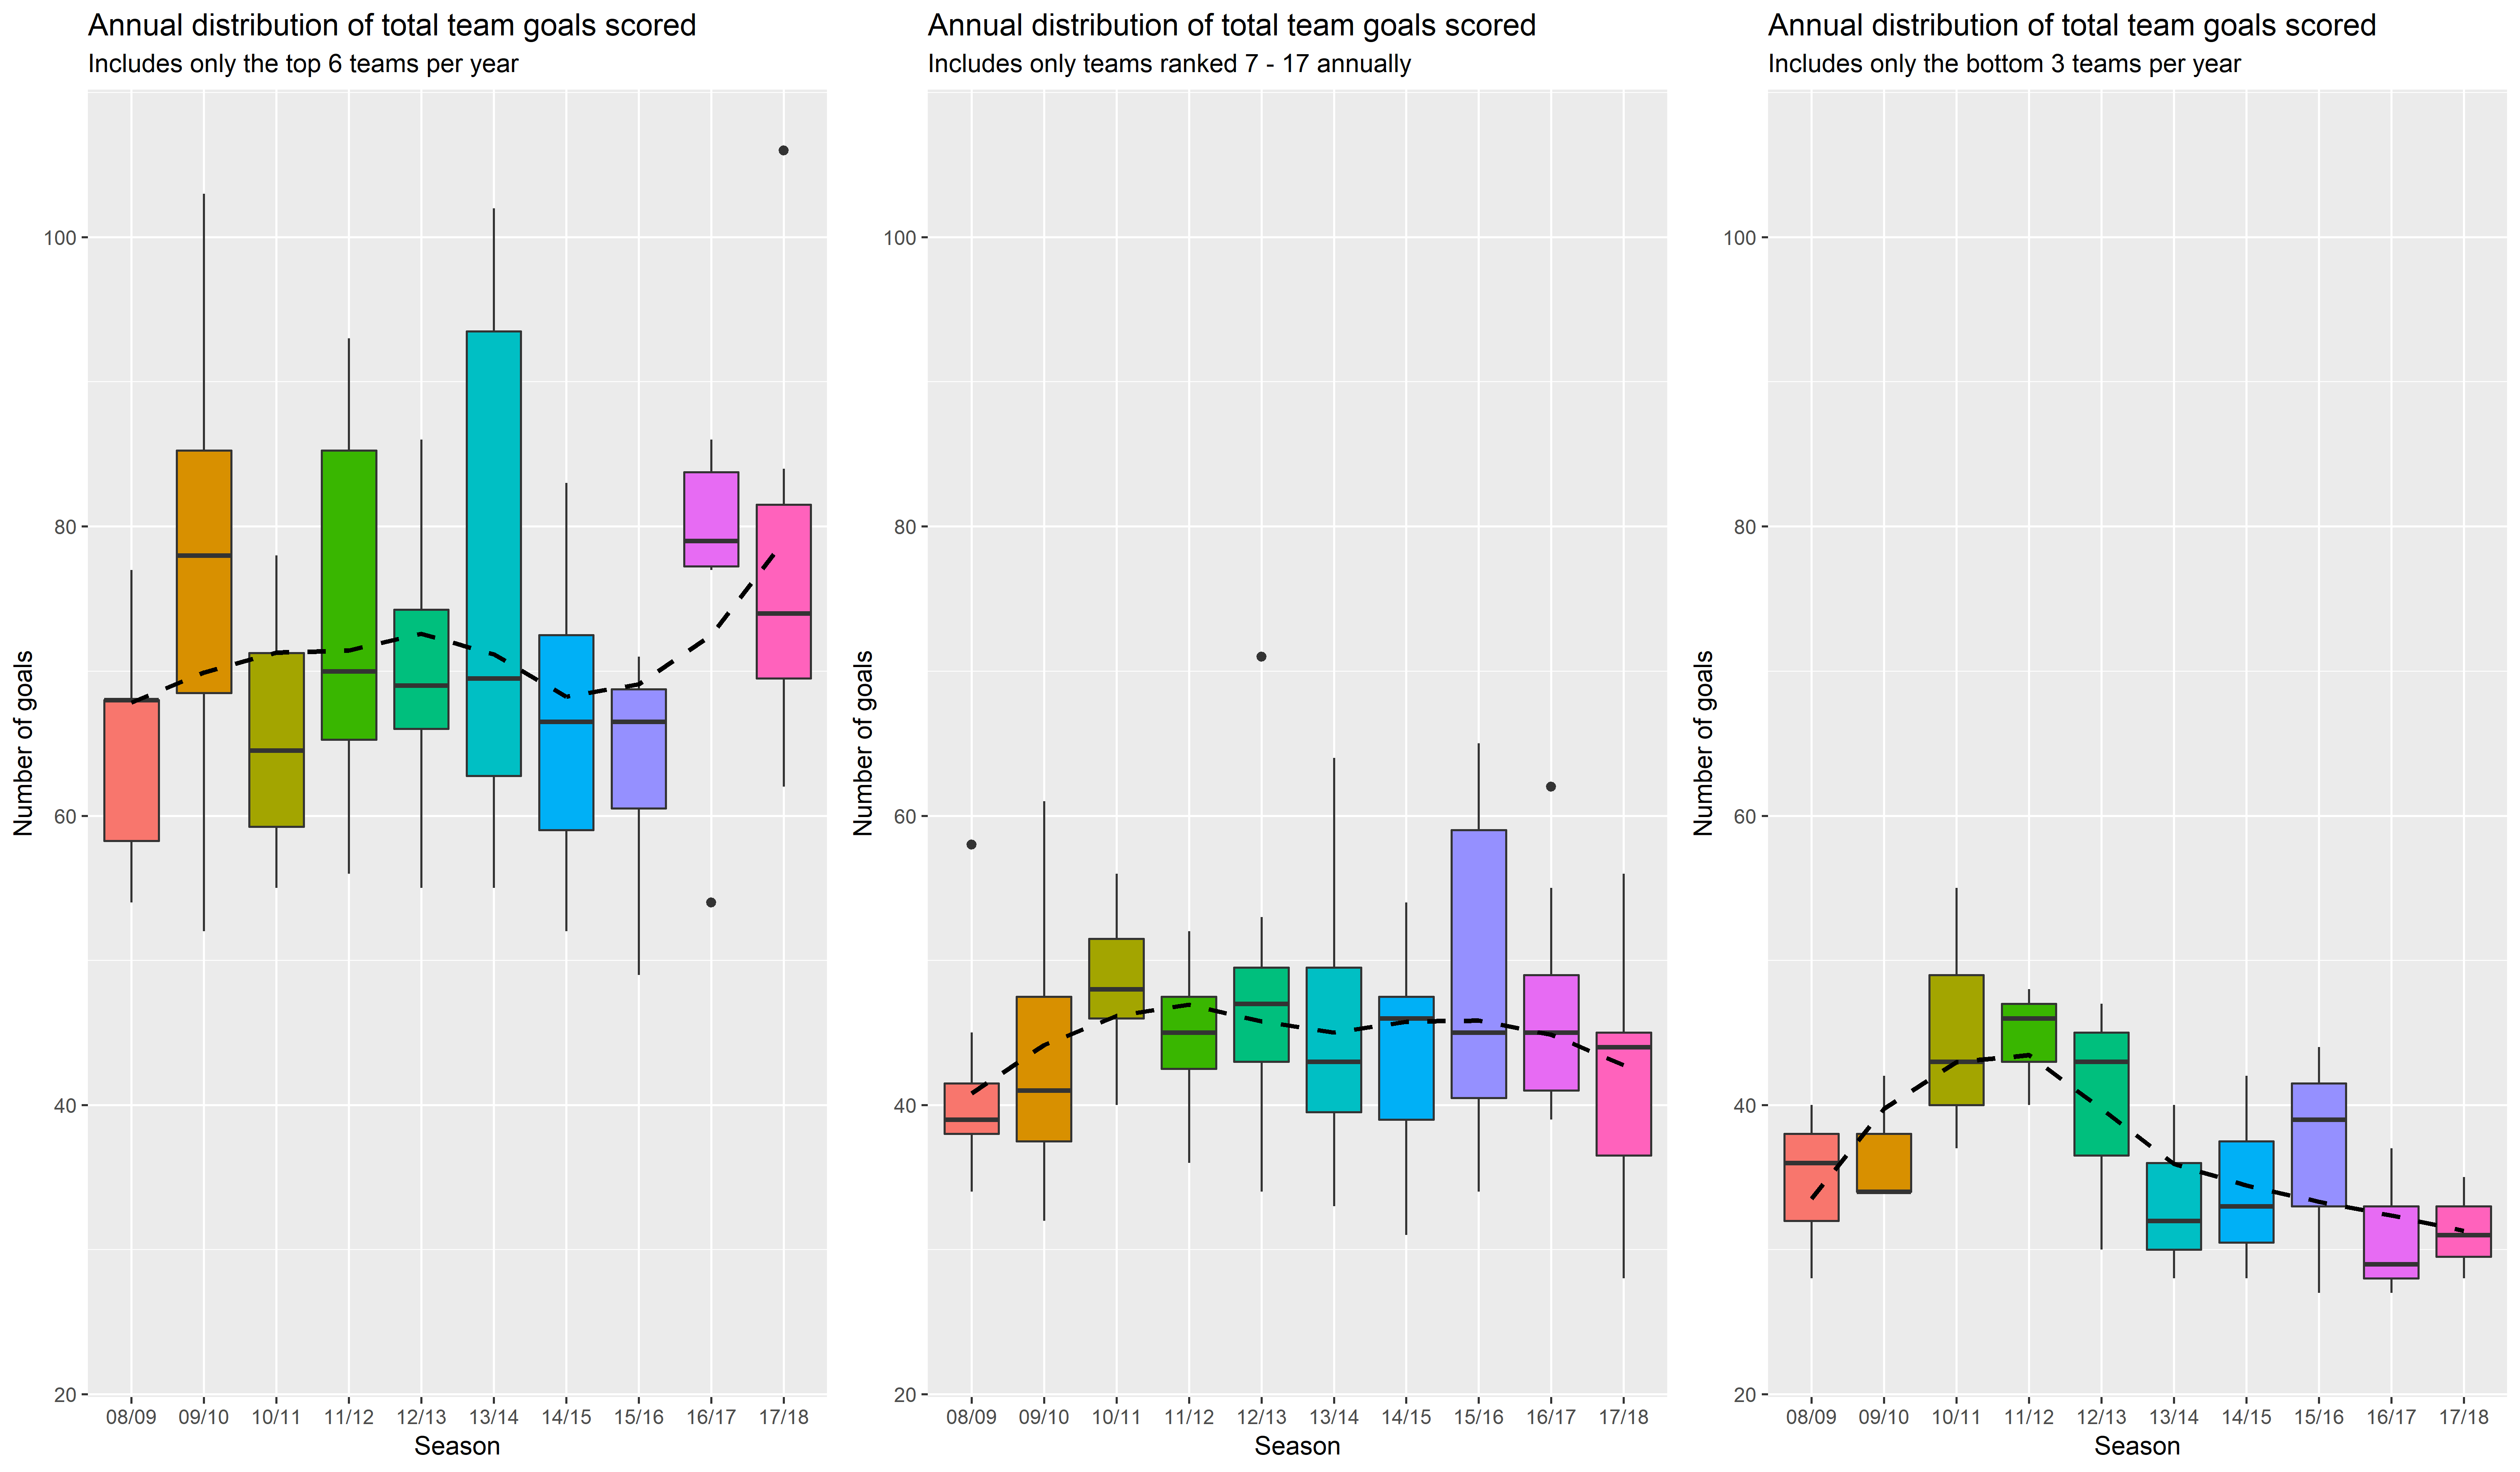 Annual distribution of total team goals scored
Includes only the top 6 teams per year
Number of goals
100
80
60
40
20
08/09 09/10 10/11 11/12 12/13 13/14 14/15 15/16 16/17 17/18
Season
Annual distribution of total team goals scored
Includes only teams ranked 7 - 17 annually
Number of goals
100
80
60
40
20
08/09 09/10 10/11 11/12 12/13 13/14 14/15 15/16 16/17 17/18
Season
Annual distribution of total team goals scored
Includes only the bottom 3 teams per year
Number of goals
100
80
60
40
20
08/09 09/10 10/11 11/12 12/13 13/14 14/15 15/16 16/17 17/18
Season